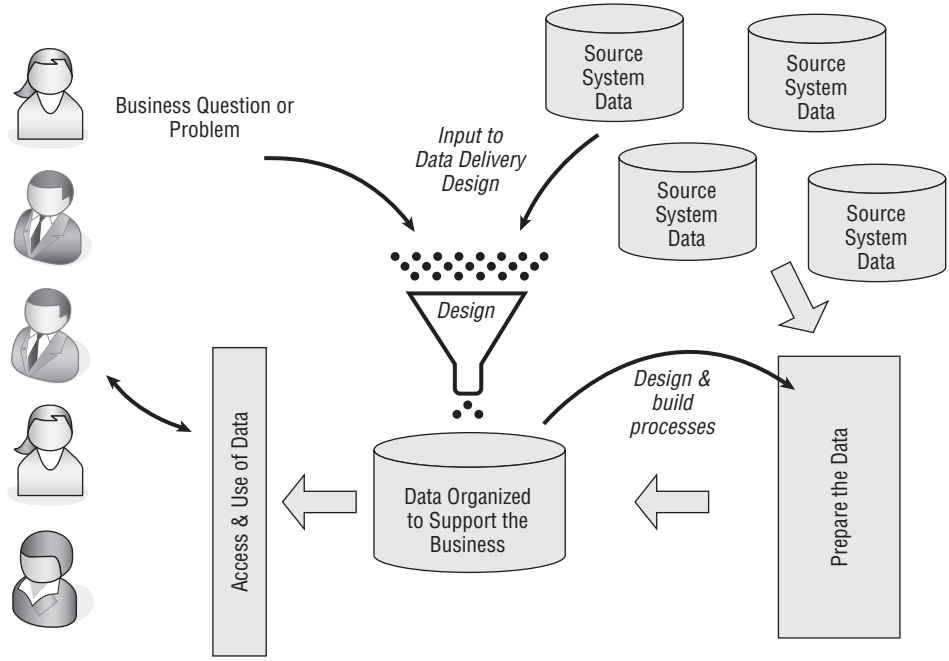 Business Question or
Problem
Input to
Data Delivery
Design
Source
System
Data
Source
System
Data
Source
System
Data
Source
System
Data
Design
Design &
build
processes
Access & Use of Data
Data Organized
to Support the
Business
Prepare the Data